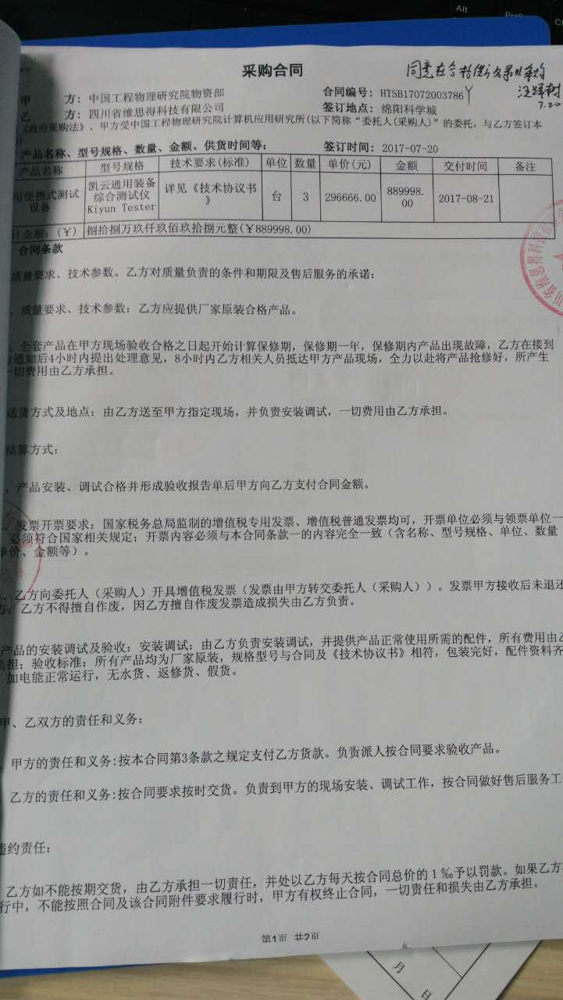 Alt
采购合同
同意在合格
7.20
甲 方: 中国工程物理研究院物资部 合同编号: HTSB17072003786
乙 方: 四川省维思得科技有限公司 签订地点: 绵阳科学城
《政府采购法》, 甲方受中国工程物理研究院计算机应用研究所(以下简称“委托人(采购人)”的委托, 与乙方签订本
产品名称、型号规格、数量、金额、供货时间等: 签订时间: 2017-07-20
产品名称 型号规格 技术要求(标准) 单位 数量 单价(元) 金额 交付时间 备注
用便携式测试设备 凯云通用装备综合测试仪 Kiyun Tester 详见《技术协议书》 台 3 296666.00 889998.00 2017-08-21
计金额: (¥) 捌拾捌万玖仟玖佰玖拾捌元整(¥889998.00)
合同条款
质量要求、技术参数。乙方对质量负责的条件和期限及售后服务的承诺:
、质量要求、技术参数: 乙方应提供厂家原装合格产品。
、全套产品在甲方现场验收合格之日起开始计算保修期, 保修期一年, 保修期内产品出现故障, 乙方在接到
通知后4小时内提出处理意见, 8小时内乙方相关人员抵达甲方产品现场, 全力以赴将产品抢修好, 所产生
一切费用由乙方承担。
送货方式及地点: 由乙方送至甲方指定现场, 并负责安装调试, 一切费用由乙方承担。
结算方式:
、产品安装、调试合格并形成验收报告单后甲方向乙方支付合同金额。
、发票开票要求: 国家税务总局监制的增值税专用发票、增值税普通发票均可, 开票单位必须与领票单位一
必须符合国家相关规定; 开票内容必须与本合同条款一的内容完全一致 (含名称、型号规格、单位、数量
单价、金额等) 。
、乙方向委托人 (采购人) 开具增值税发票 (发票由甲方转交委托人 (采购人) ) 。发票甲方接收后未退还
方, 乙方不得擅自作废, 因乙方擅自作废发票造成损失由乙方负责。
产品的安装调试及验收: 安装调试: 由乙方负责安装调试, 并提供产品正常使用所需的配件, 所有费用由乙
负担; 验收标准: 所有产品均为厂家原装, 规格型号与合同及《技术协议书》相符, 包装完好, 配件资料齐
加电能正常运行, 无水货、返修货、假货。
甲、乙双方的责任和义务:
、甲方的责任和义务:按本合同第3条款之规定支付乙方货款。负责派人按合同要求验收产品。
乙方的责任和义务:按合同要求按时交货。负责到甲方的现场安装、调试工作, 按合同做好售后服务工
违约责任:
乙方如不能按期交货, 由乙方承担一切责任, 并处以乙方每天按合同总价的1‰予以罚款。如果乙方
行中, 不能按照合同及该合同附件要求履行时, 甲方有权终止合同, 一切责任和损失由乙方承担。
第1页 共2页
月 日